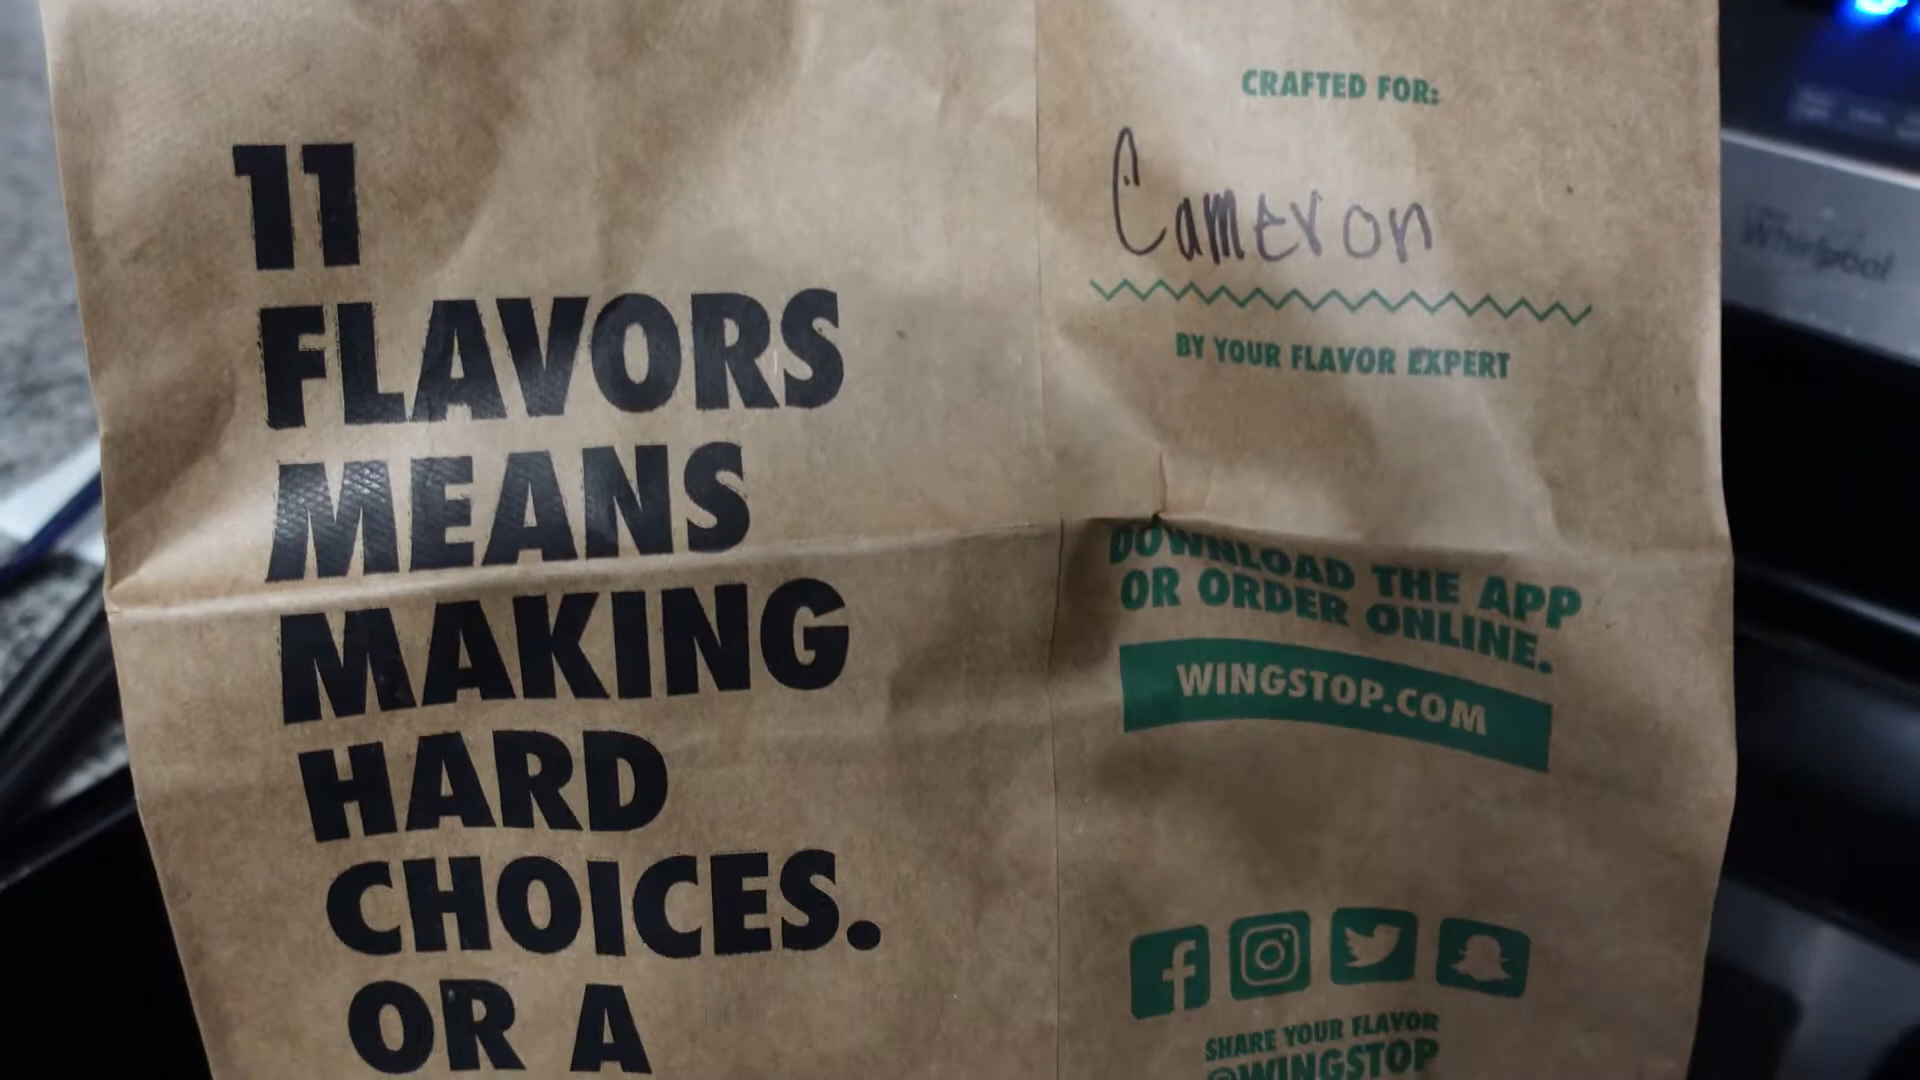 11
FLAVORS
MEANS
MAKING
HARD
CHOICES.
OR A
CRAFTED FOR:
Cameron
BY YOUR FLAVOR EXPERT
DOWNLOAD THE APP
OR ORDER ONLINE.
WINGSTOP.COM
SHARE YOUR FLAVOR
@WINGSTOP
Whirlpool